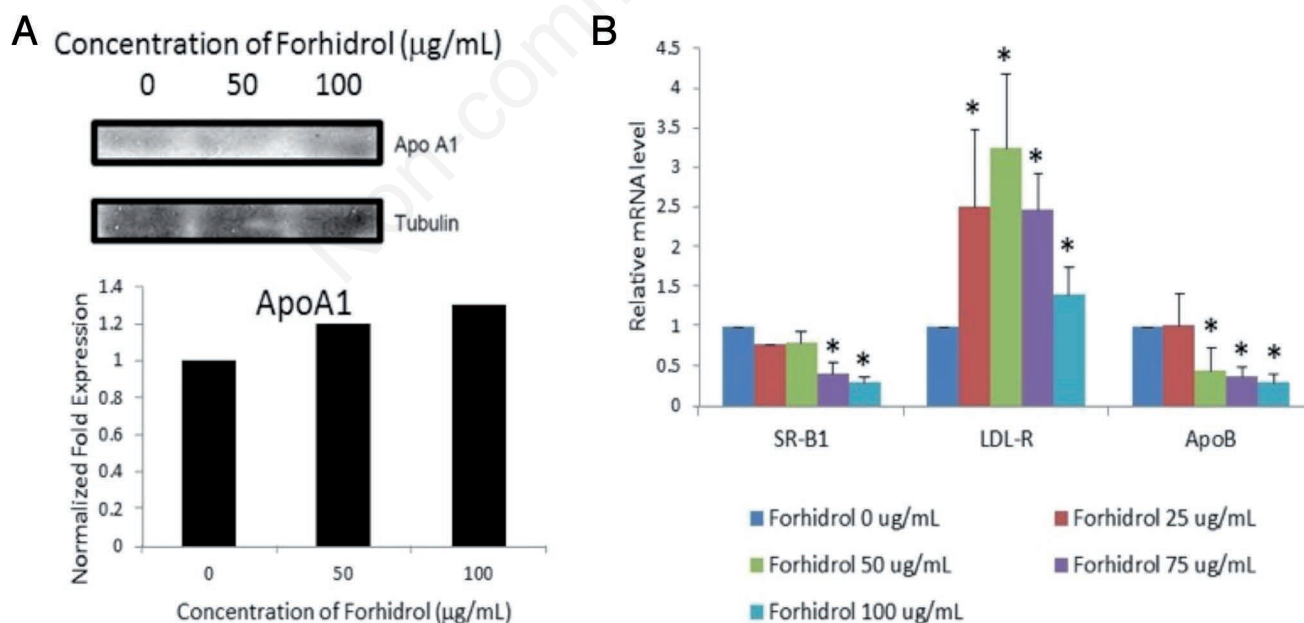 A
Concentration of Forhidrol (µg/mL)
0 50 100
Apo A1
Tubulin
ApoA1
Normalized Fold Expression
1.4
1.2
1
0.8
0.6
0.4
0.2
0
0 50 100
Concentration of Forhidrol (µg/mL)
B
Relative mRNA level
4.5
4
3.5
3
2.5
2
1.5
1
0.5
0
* * * *
* *
* * *
SR-B1 LDL-R ApoB
Forhidrol 0 ug/mL Forhidrol 25 ug/mL
Forhidrol 50 ug/mL Forhidrol 75 ug/mL
Forhidrol 100 ug/mL